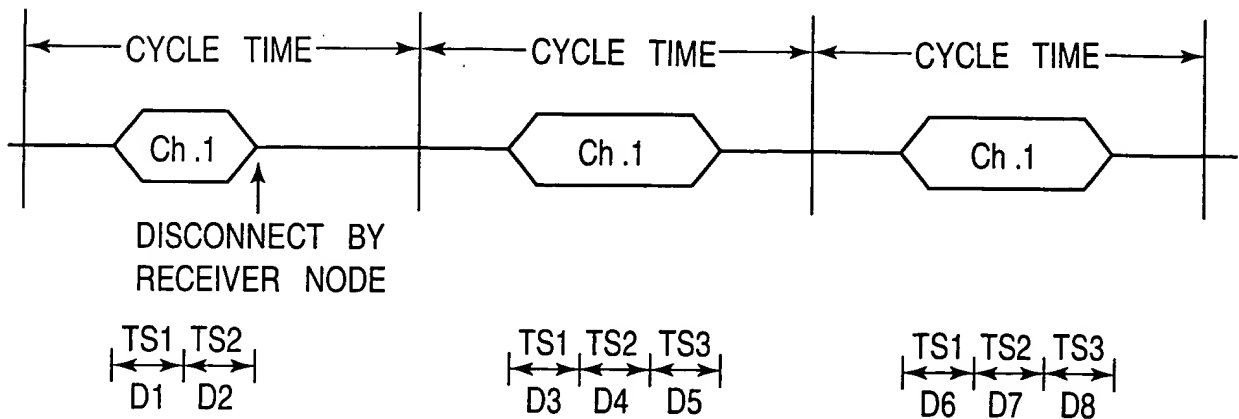 CYCLE TIME CYCLE TIME CYCLE TIME
Ch.1 Ch.1 Ch.1
DISCONNECT BY
RECEIVER NODE
TS1 TS2 TS1 TS2 TS3 TS1 TS2 TS3
D1 D2 D3 D4 D5 D6 D7 D8